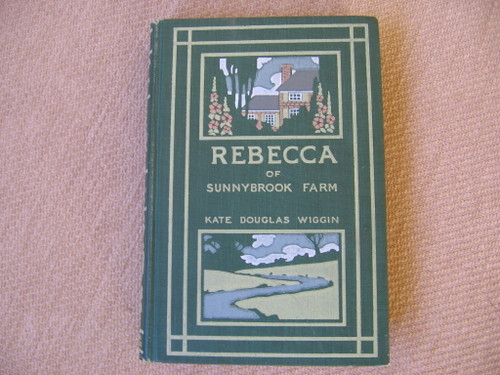 REBECCA
OF
SUNNYBROOK FARM
KATE DOUGLAS WIGGIN